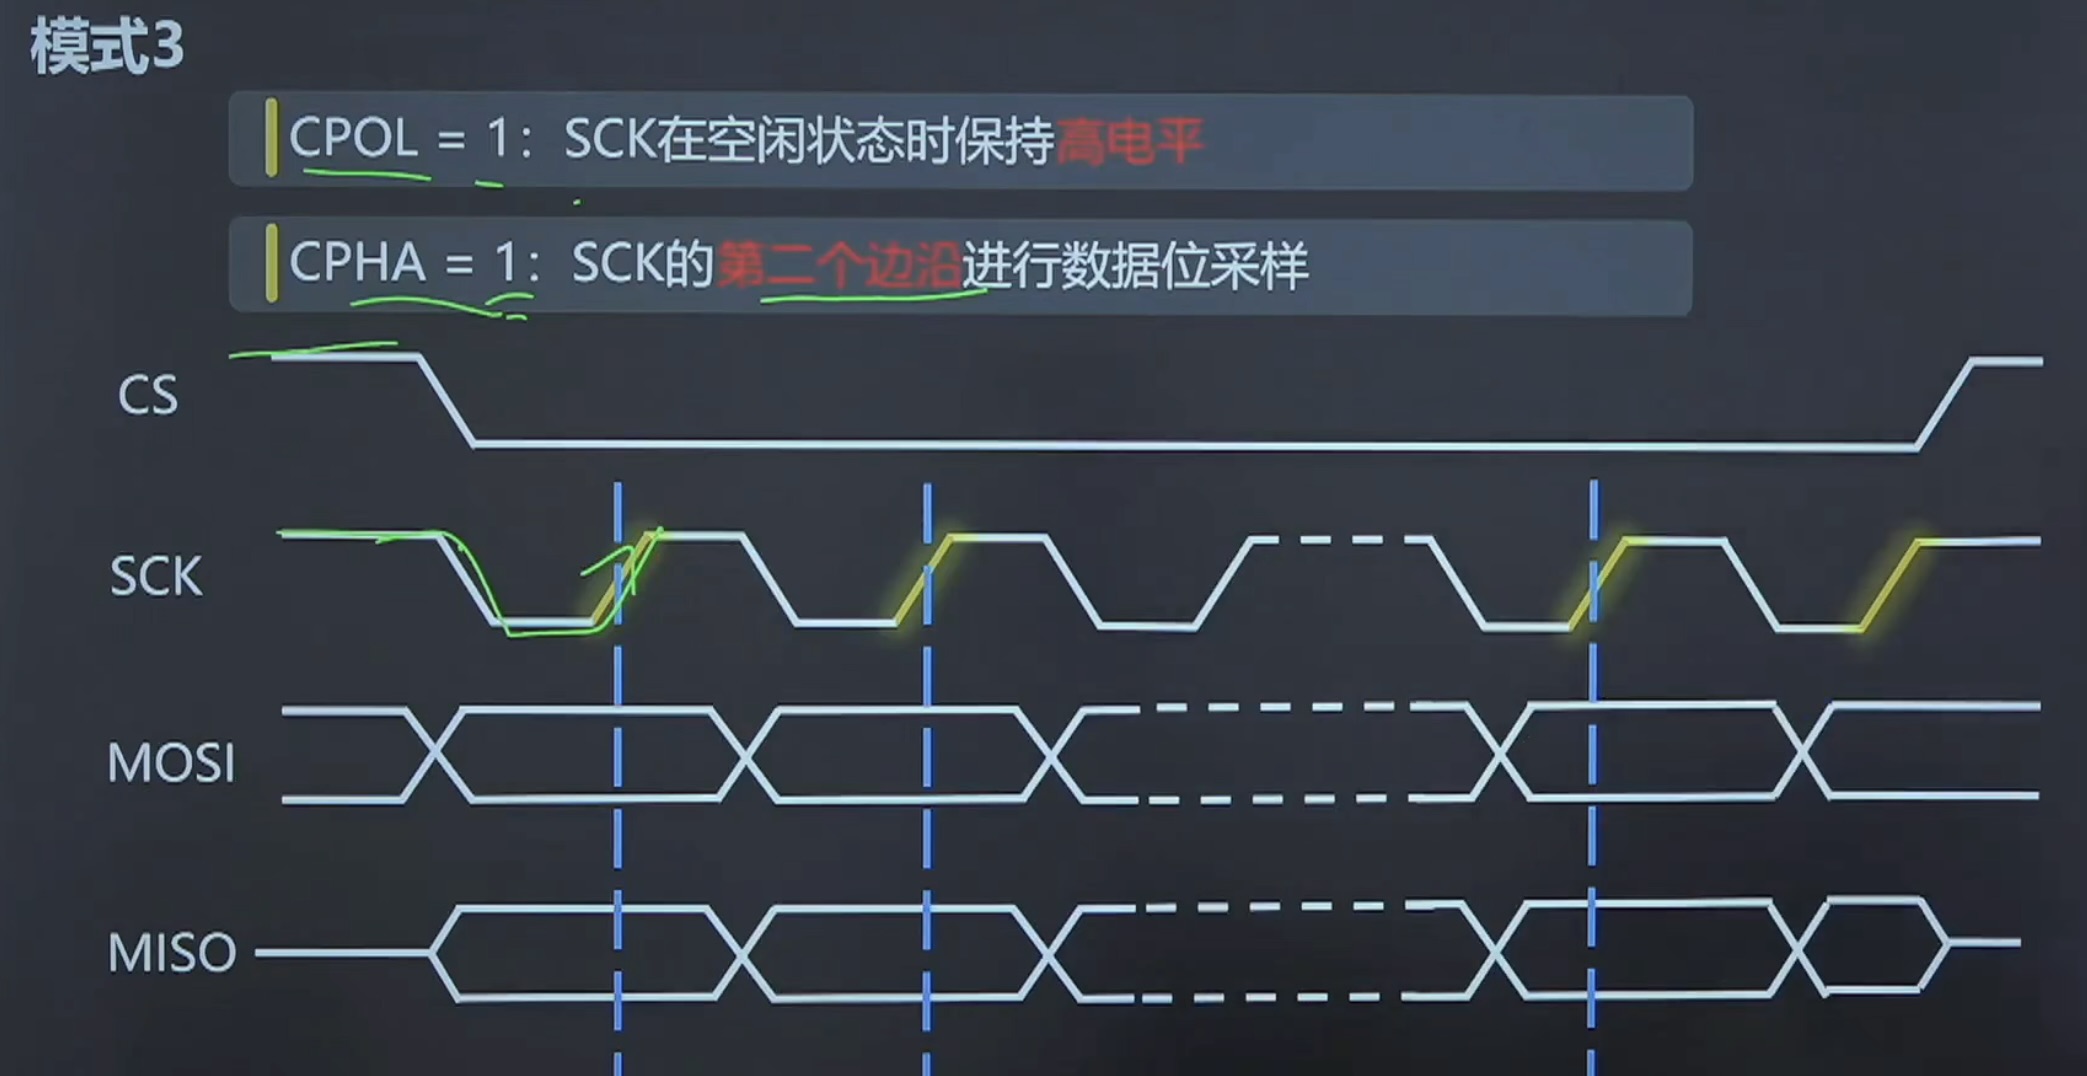 模式3
CPOL = 1：SCK在空闲状态时保持高电平
CPHA = 1：SCK的第二个边沿进行数据位采样
CS
SCK
MOSI
MISO